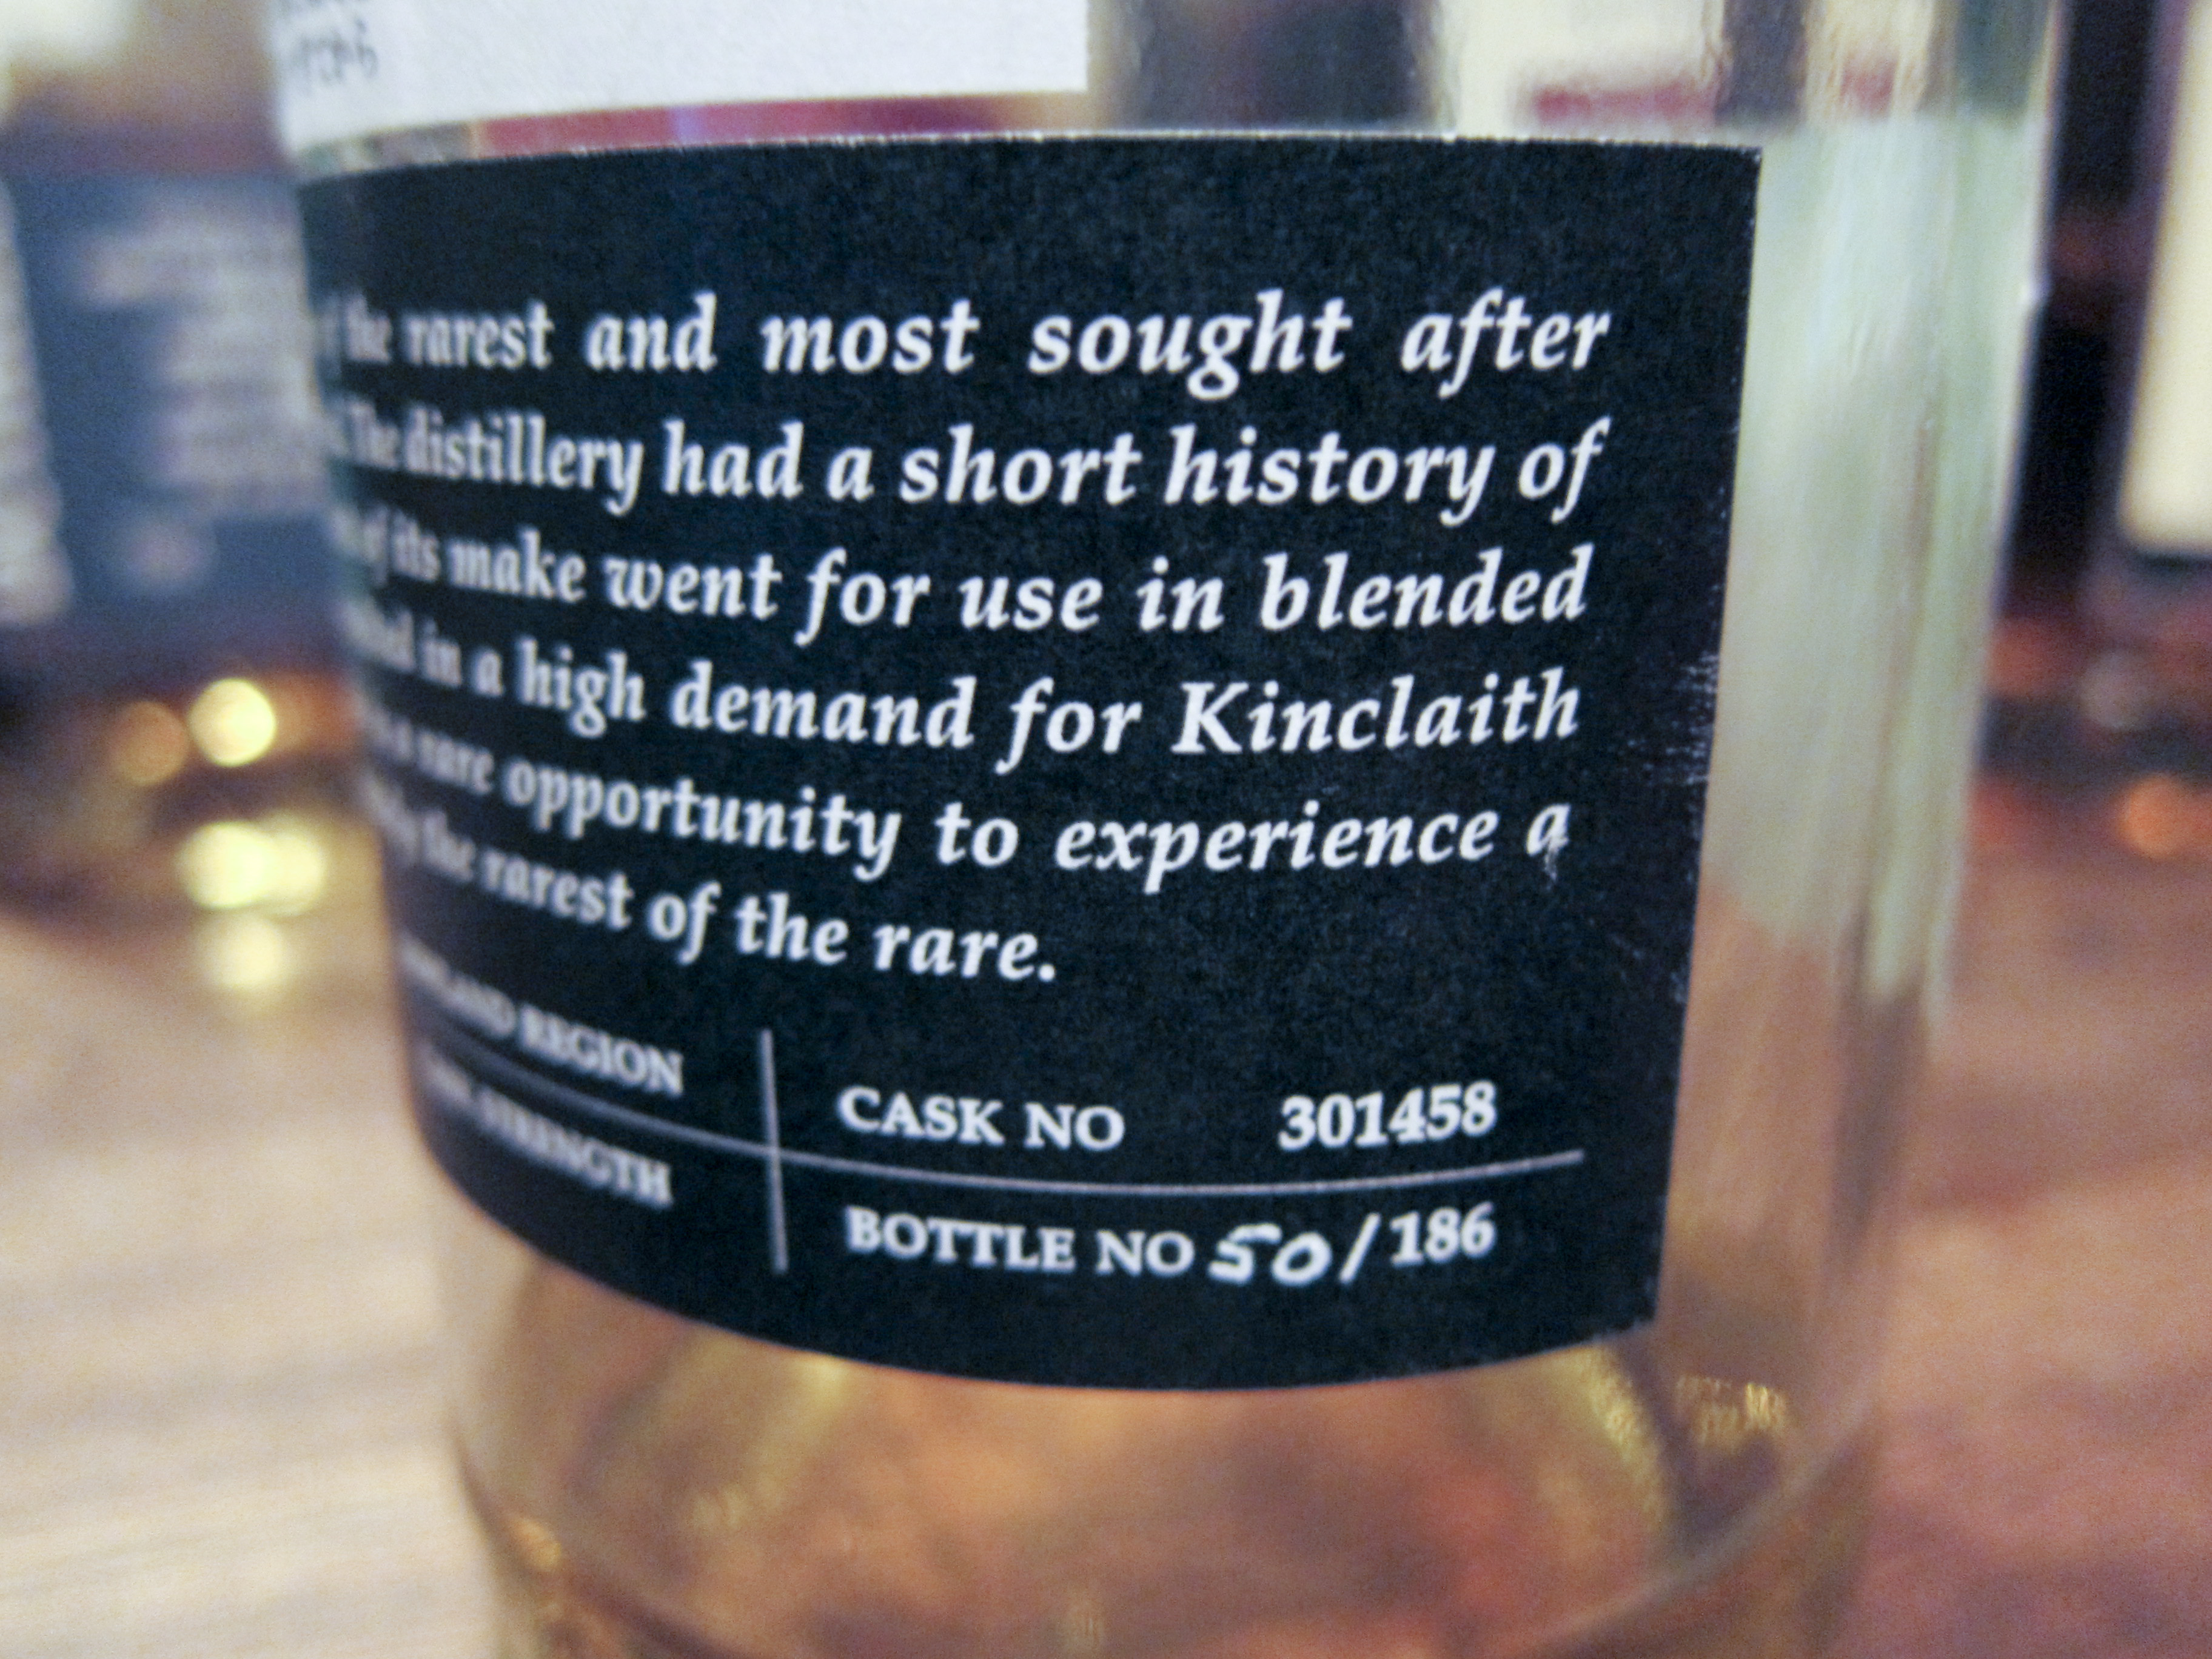 the rarest and most sought after
The distillery had a short history of
of its make went for use in blended
in a high demand for Kinclaith
a rare opportunity to experience a
the rarest of the rare.
REGION
CASK NO 301458
STRENGTH
BOTTLE NO 50/186